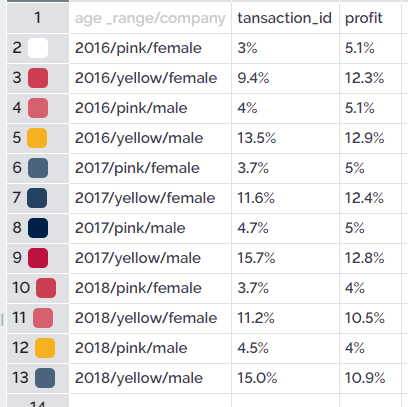 1 age _range/company tansaction_id profit
2 2016/pink/female 3% 5.1%
3 2016/yellow/female 9.4% 12.3%
4 2016/pink/male 4% 5.1%
5 2016/yellow/male 13.5% 12.9%
6 2017/pink/female 3.7% 5%
7 2017/yellow/female 11.6% 12.4%
8 2017/pink/male 4.7% 5%
9 2017/yellow/male 15.7% 12.8%
10 2018/pink/female 3.7% 4%
11 2018/yellow/female 11.2% 10.5%
12 2018/pink/male 4.5% 4%
13 2018/yellow/male 15.0% 10.9%
14